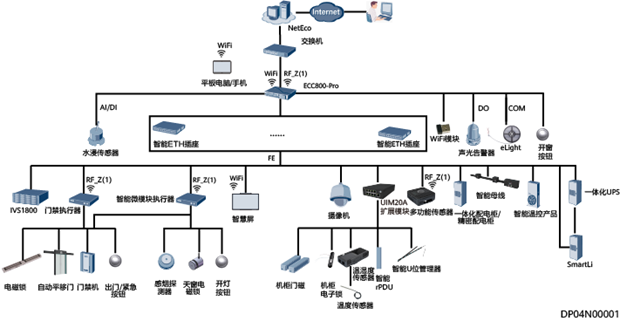 Internet
NetEco
交换机
WiFi
平板电脑/手机
WiFi
RF_Z(1)
ECC800-Pro
AI/DI
DO
COM
水浸传感器
智能ETH插座
......
智能ETH插座
WiFi模块
声光告警器
eLight
开窗
按钮
FE
IVS1800
RF_Z(1)
门禁执行器
RF_Z(1)
智能微模块执行器
WiFi
智慧屏
摄像机
UIM20A
扩展模块
RF_Z(1)
多功能传感器
一体化配电柜/
精密配电柜
智能母线
智能温控产品
一体化UPS
电磁锁
自动平移门
门禁机
出门/紧急
按钮
感烟探
测器
天窗电
磁锁
开灯
按钮
机柜门磁
机柜
电子锁
温湿度
传感器
温度传感器
智能
rPDU
智能U位管理器
SmartLi
DP04N00001